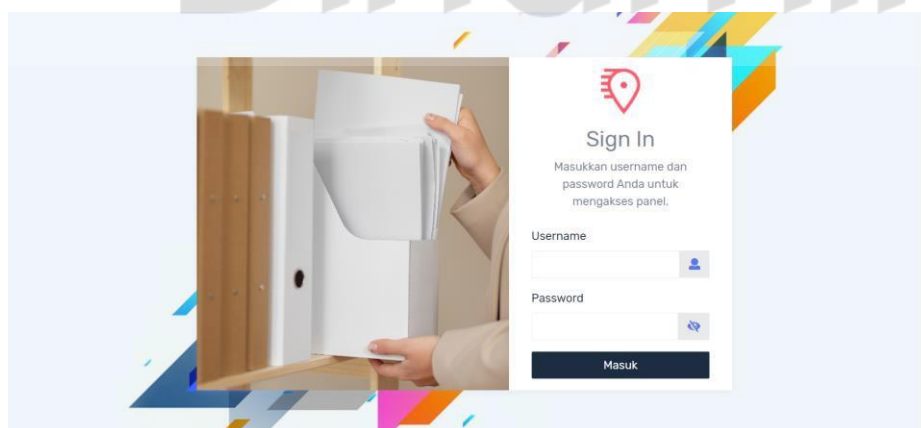 Sign In
Masukkan username dan
password Anda untuk
mengakses panel.
Username
Password
Masuk